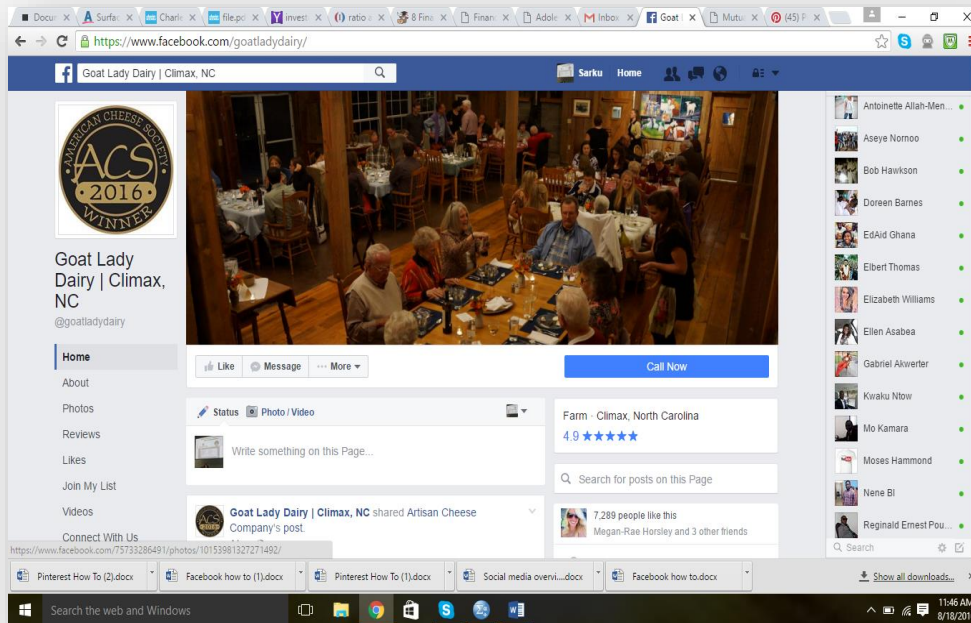 Docum
Surfac
Charle
file.pd
invest
(!) ratio a
8 Fina
Financ
Adole
Inbox
Goat L
Mutu
(45) P
https://www.facebook.com/goatladydairy/
Goat Lady Dairy | Climax, NC
Sarku Home
AMERICAN CHEESE SOCIETY
ACS
2016
WINNER
Goat Lady
Dairy | Climax,
NC
@goatladydairy
Home
About
Photos
Reviews
Likes
Join My List
Videos
Connect With Us
Like Message ··· More
Call Now
Status Photo / Video
Write something on this Page...
Goat Lady Dairy | Climax, NC shared Artisan Cheese
Company's post.
Farm · Climax, North Carolina
4.9 ★★★★★
Search for posts on this Page
7,289 people like this
Megan-Rae Horsley and 3 other friends
Antoinette Allah-Men...
Aseye Nornoo
Bob Hawkson
Doreen Barnes
EdAid Ghana
Elbert Thomas
Elizabeth Williams
Ellen Asabea
Gabriel Akwerter
Kwaku Ntow
Mo Kamara
Moses Hammond
Nene BI
Reginald Ernest Pou...
Search
https://www.facebook.com/75733286491/photos/10153981327271492/
Pinterest How To (2).docx
Facebook how to (1).docx
Pinterest How To (1).docx
Social media overvi....docx
Facebook how to.docx
Show all downloads...
Search the web and Windows
11:46 AM
8/18/201